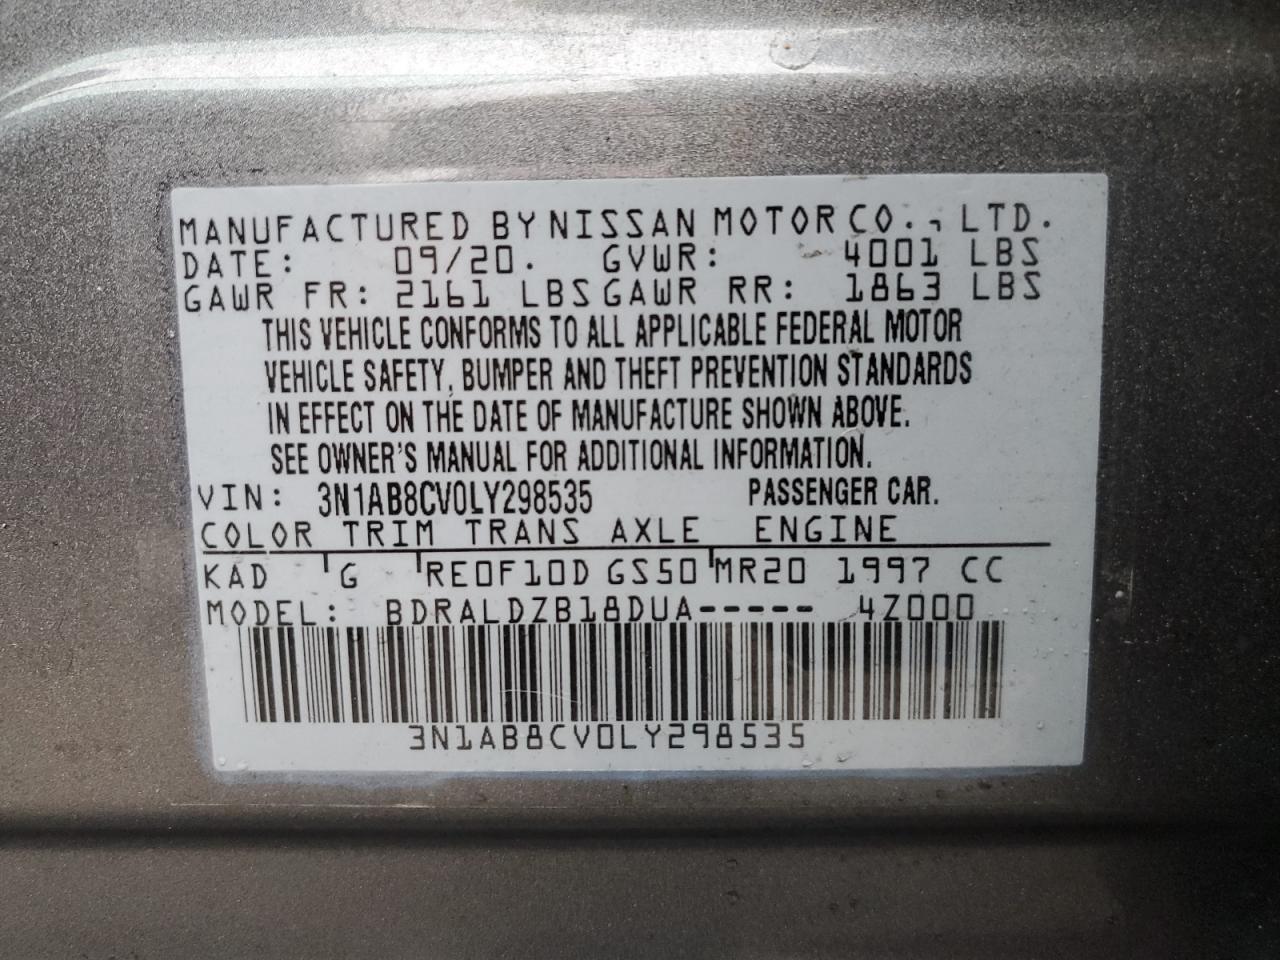 MANUFACTURED BY NISSAN MOTOR CO., LTD.
DATE: 09/20. GVWR: 4001 LBS
GAWR FR: 2161 LBS GAWR RR: 1863 LBS
THIS VEHICLE CONFORMS TO ALL APPLICABLE FEDERAL MOTOR
VEHICLE SAFETY, BUMPER AND THEFT PREVENTION STANDARDS
IN EFFECT ON THE DATE OF MANUFACTURE SHOWN ABOVE.
SEE OWNER'S MANUAL FOR ADDITIONAL INFORMATION.
VIN: 3N1AB8CV0LY298535 PASSENGER CAR.
COLOR TRIM TRANS AXLE ENGINE
KAD G RE0F10D GS50 MR20 1997 CC
MODEL: BDRALDZB18DUA----- 4Z000
3N1AB8CV0LY298535